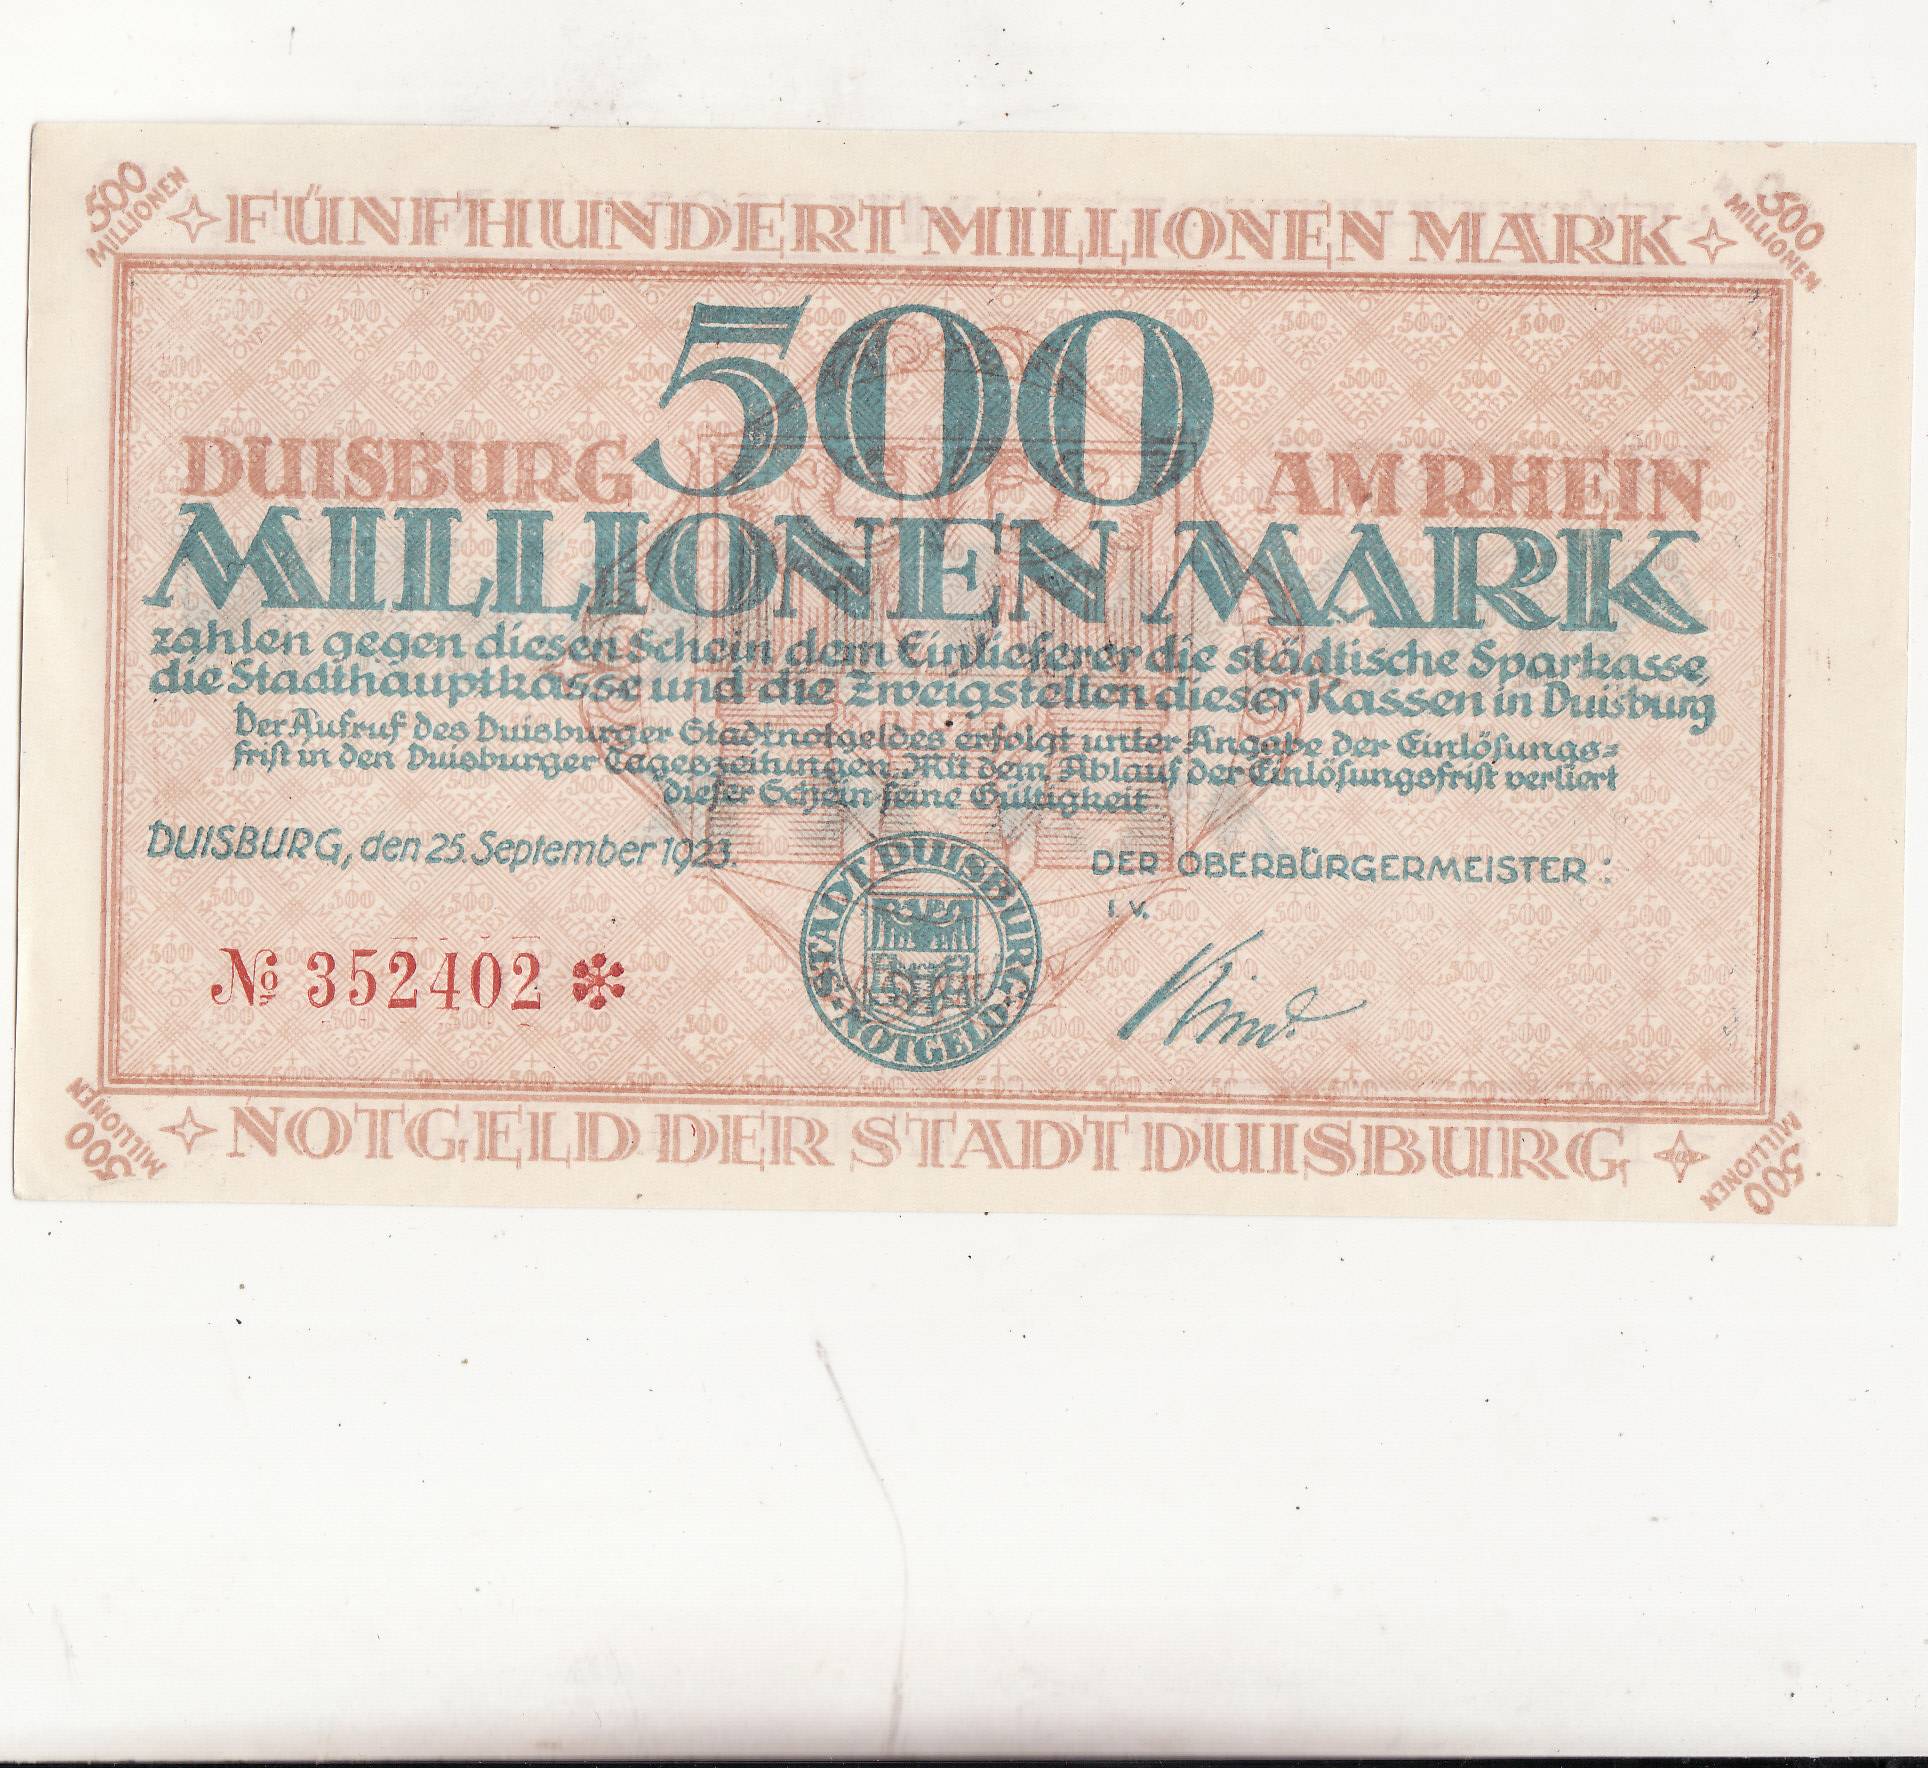 500 MILLIONEN
FÜNFHUNDERT MILLIONEN MARK
500 MILLIONEN
500
DUISBURG AM RHEIN
MILLIONEN MARK
zahlen gegen diesen Schein dem Einlieferer die städtische Sparkasse,
die Stadthauptkasse und die Zweigstellen dieser Kassen in Duisburg
Der Aufruf des Duisburger Stadtnotgeldes erfolgt unter Angabe der Einlösungs=
frist in den Duisburger Tageszeitungen. Mit dem Ablauf der Einlösungsfrist verliert
dieser Schein seine Gültigkeit
DUISBURG, den 25. September 1923.
DER OBERBÜRGERMEISTER:
I. V.
№ 352402
STADT DUISBURG
NOTGELD
500 MILLIONEN
NOTGELD DER STADT DUISBURG
500 MILLIONEN